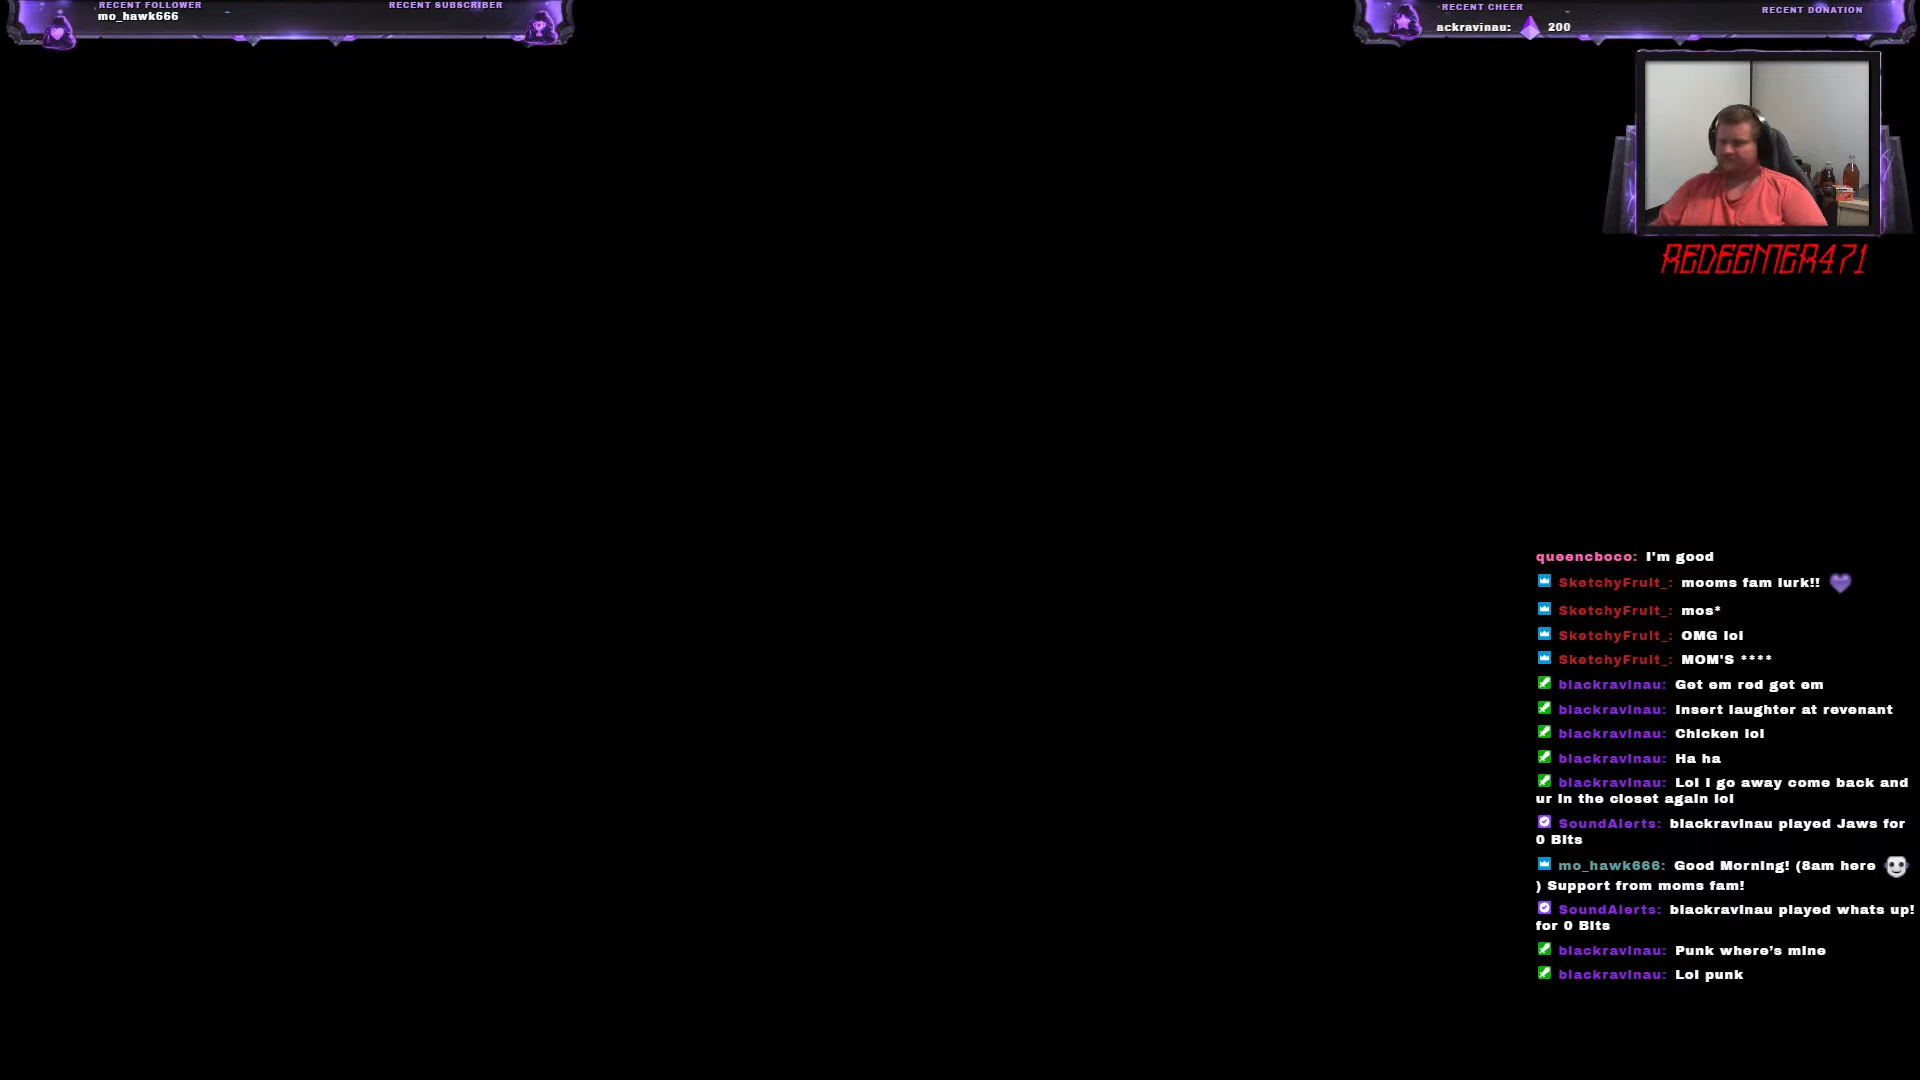 RECENT FOLLOWER
mo_hawk666
RECENT SUBSCRIBER
RECENT CHEER
ackravinau: 200
RECENT DONATION
REDEEMER471
queencboco: I'm good
SketchyFruit_: mooms fam lurk!!
SketchyFruit_: mos*
SketchyFruit_: OMG lol
SketchyFruit_: MOM'S ****
blackravinau: Get em red get em
blackravinau: Insert laughter at revenant
blackravinau: Chicken lol
blackravinau: Ha ha
blackravinau: Lol I go away come back and
ur in the closet again lol
SoundAlerts: blackravinau played Jaws for
0 Bits
mo_hawk666: Good Morning! (8am here
) Support from moms fam!
SoundAlerts: blackravinau played whats up!
for 0 Bits
blackravinau: Punk where’s mine
blackravinau: Lol punk